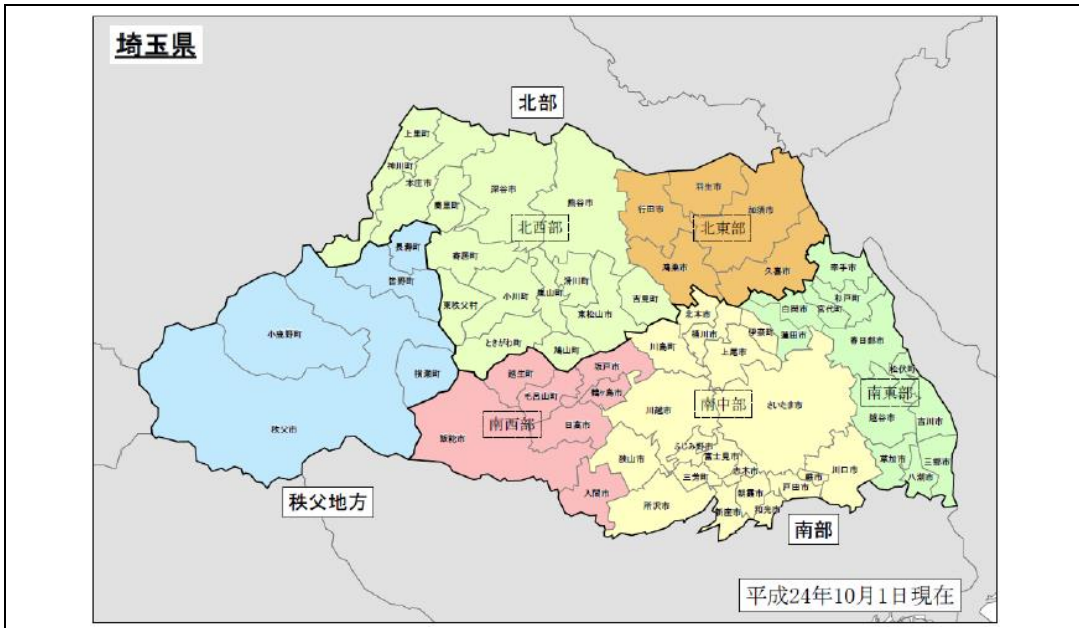 埼玉県
北部
上里町
神川町
本庄市
美里町
深谷市
熊谷市
北西部
寄居町
小川町
嵐山町
滑川町
東秩父村
東松山市
吉見町
ときがわ町
鳩山町
行田市
羽生市
加須市
北東部
鴻巣市
久喜市
長瀞町
皆野町
小鹿野町
横瀬町
秩父市
秩父地方
越生町
毛呂山町
坂戸市
鶴ヶ島市
南西部
日高市
飯能市
入間市
北本市
桶川市
伊奈町
川島町
上尾市
川越市
南中部
さいたま市
ふじみ野市
富士見市
狭山市
三芳町
志木市
所沢市
新座市
朝霞市
和光市
戸田市
蕨市
川口市
幸手市
杉戸町
白岡市
宮代町
蓮田市
春日部市
松伏町
南東部
越谷市
吉川市
草加市
三郷市
八潮市
南部
平成24年10月1日現在